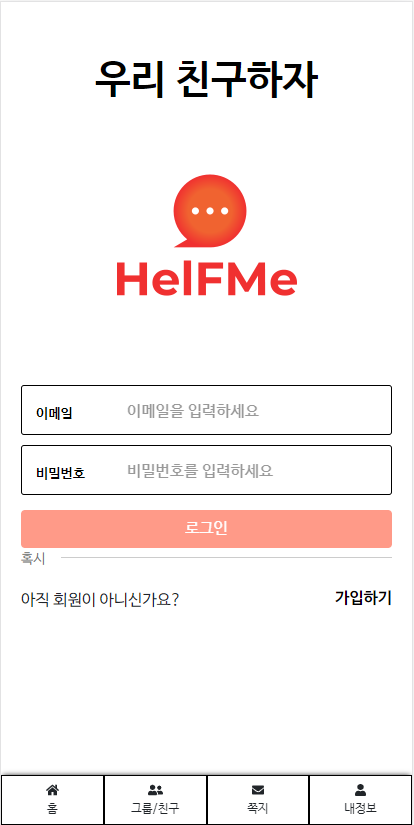 우리 친구하자
HelFMe
이메일 이메일을 입력하세요
비밀번호 비밀번호를 입력하세요
로그인
혹시
아직 회원이 아니신가요? 가입하기
홈 그룹/친구 쪽지 내정보